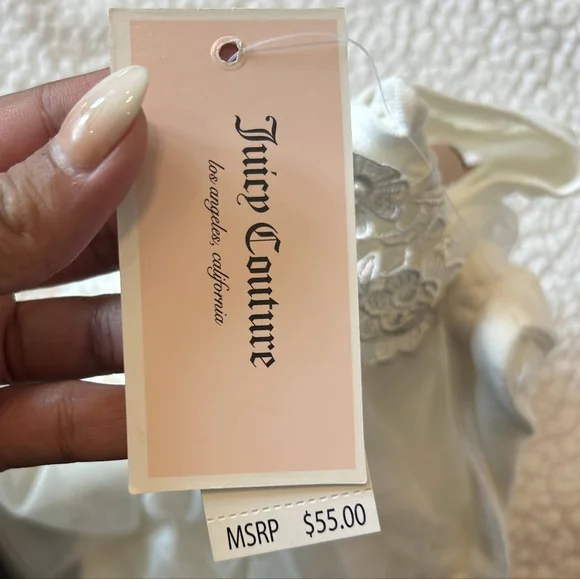 Juicy Couture
los angeles, california
MSRP $55.00